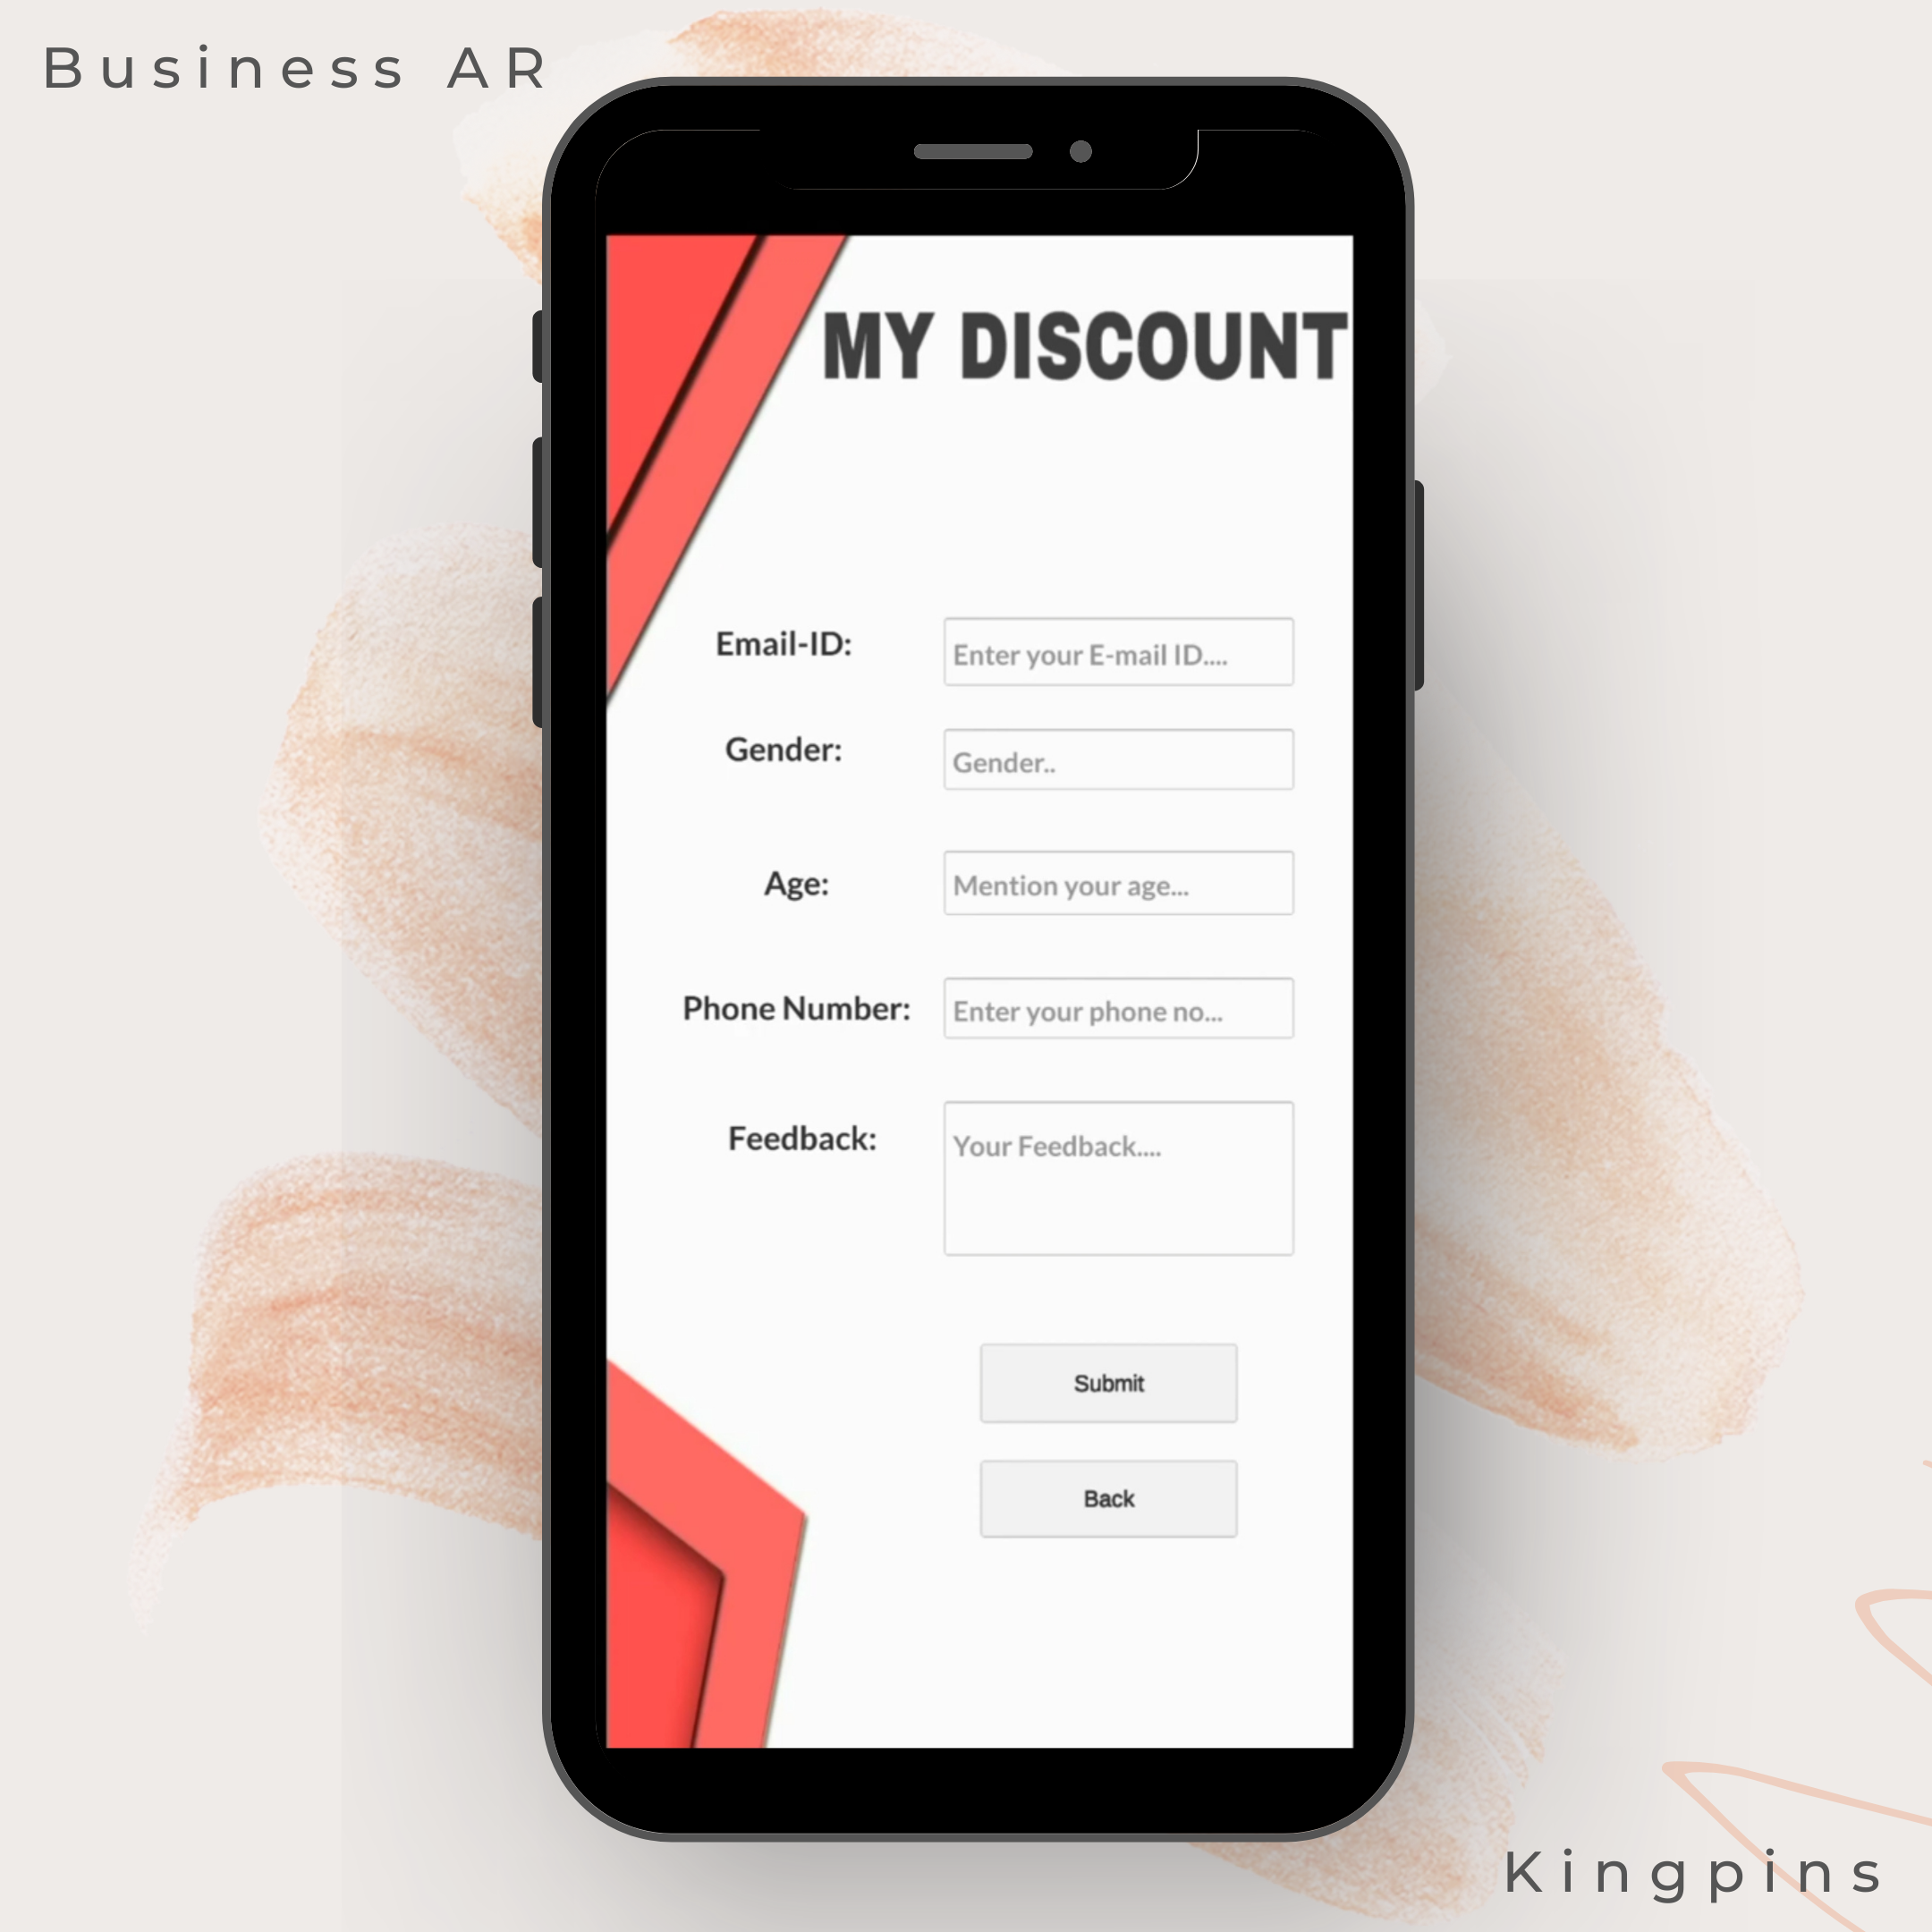 Business AR
MY DISCOUNT
Email-ID:
Enter your E-mail ID....
Gender:
Gender..
Age:
Mention your age...
Phone Number:
Enter your phone no...
Feedback:
Your Feedback....
Submit
Back
Kingpins